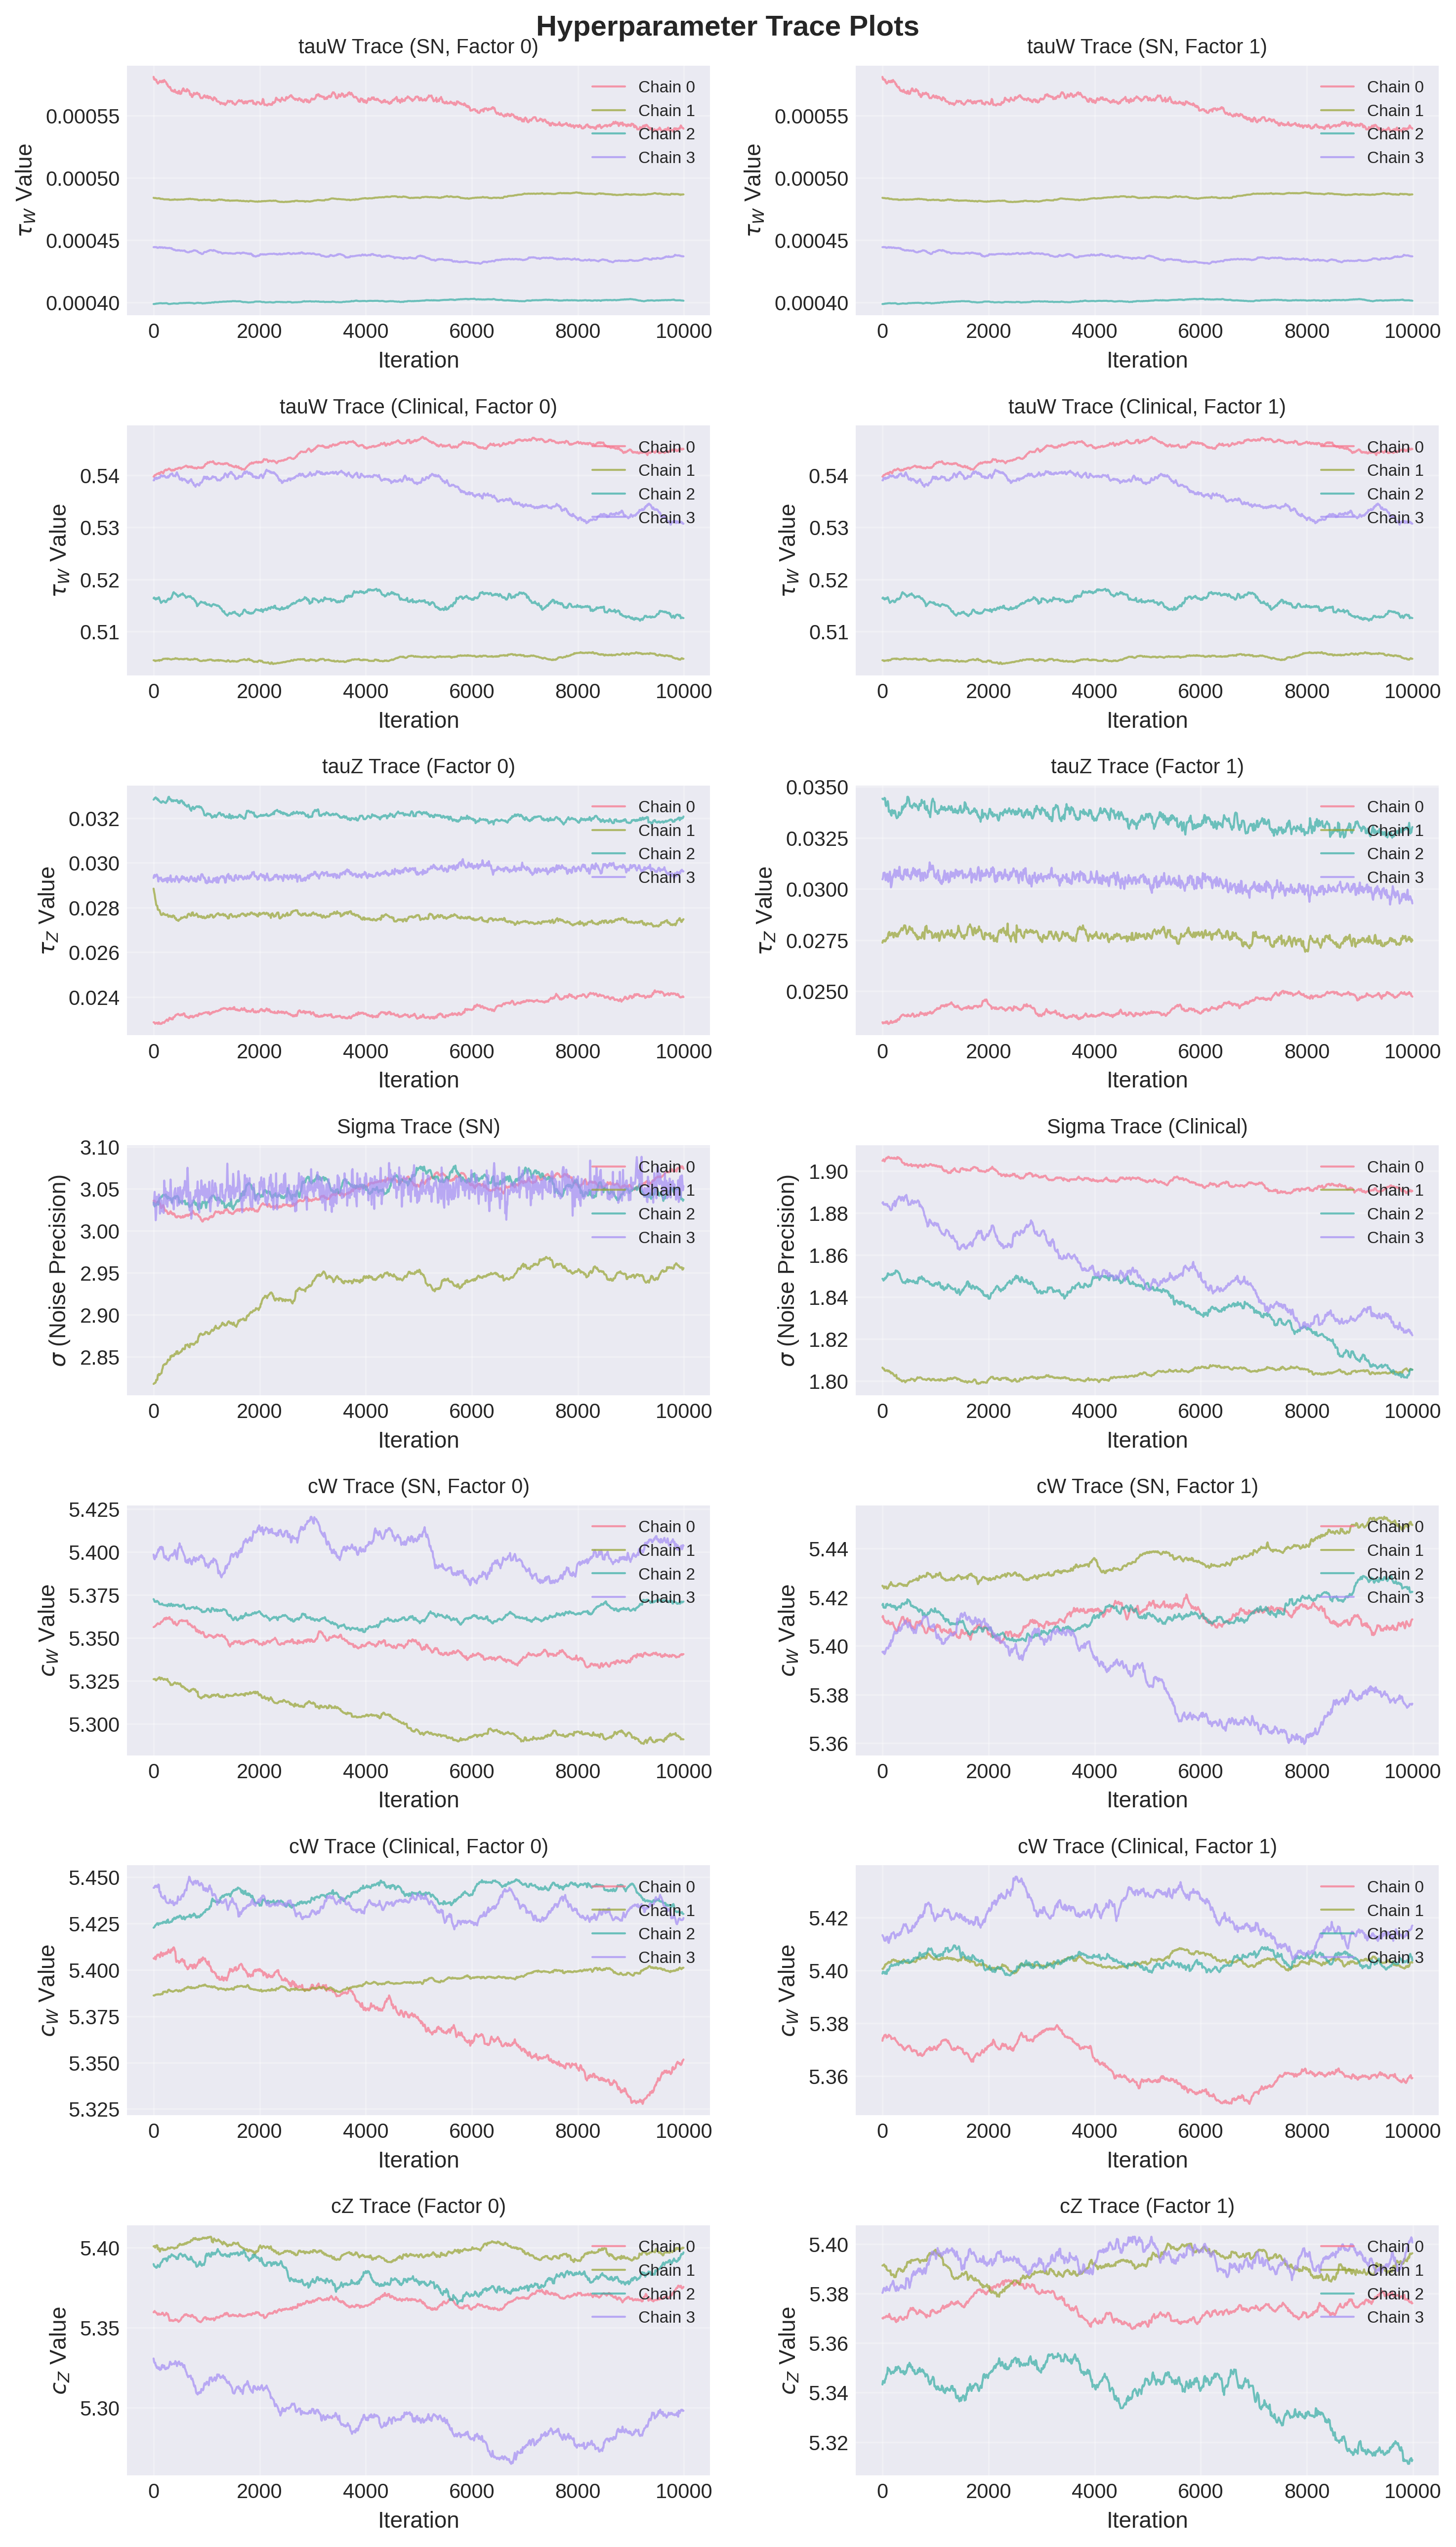 Hyperparameter Trace Plots
tauW Trace (SN, Factor 0)
τW Value
0.00055
0.00050
0.00045
0.00040
Chain 0
Chain 1
Chain 2
Chain 3
0 2000 4000 6000 8000 10000
Iteration
tauW Trace (SN, Factor 1)
τW Value
0.00055
0.00050
0.00045
0.00040
Chain 0
Chain 1
Chain 2
Chain 3
0 2000 4000 6000 8000 10000
Iteration
tauW Trace (Clinical, Factor 0)
τW Value
0.54
0.53
0.52
0.51
Chain 0
Chain 1
Chain 2
Chain 3
0 2000 4000 6000 8000 10000
Iteration
tauW Trace (Clinical, Factor 1)
τW Value
0.54
0.53
0.52
0.51
Chain 0
Chain 1
Chain 2
Chain 3
0 2000 4000 6000 8000 10000
Iteration
tauZ Trace (Factor 0)
τZ Value
0.032
0.030
0.028
0.026
0.024
Chain 0
Chain 1
Chain 2
Chain 3
0 2000 4000 6000 8000 10000
Iteration
tauZ Trace (Factor 1)
τZ Value
0.0350
0.0325
0.0300
0.0275
0.0250
Chain 0
Chain 1
Chain 2
Chain 3
0 2000 4000 6000 8000 10000
Iteration
Sigma Trace (SN)
σ (Noise Precision)
3.10
3.05
3.00
2.95
2.90
2.85
Chain 0
Chain 1
Chain 2
Chain 3
0 2000 4000 6000 8000 10000
Iteration
Sigma Trace (Clinical)
σ (Noise Precision)
1.90
1.88
1.86
1.84
1.82
1.80
Chain 0
Chain 1
Chain 2
Chain 3
0 2000 4000 6000 8000 10000
Iteration
cW Trace (SN, Factor 0)
cW Value
5.425
5.400
5.375
5.350
5.325
5.300
Chain 0
Chain 1
Chain 2
Chain 3
0 2000 4000 6000 8000 10000
Iteration
cW Trace (SN, Factor 1)
cW Value
5.44
5.42
5.40
5.38
5.36
Chain 0
Chain 1
Chain 2
Chain 3
0 2000 4000 6000 8000 10000
Iteration
cW Trace (Clinical, Factor 0)
cW Value
5.450
5.425
5.400
5.375
5.350
5.325
Chain 0
Chain 1
Chain 2
Chain 3
0 2000 4000 6000 8000 10000
Iteration
cW Trace (Clinical, Factor 1)
cW Value
5.42
5.40
5.38
5.36
Chain 0
Chain 1
Chain 2
Chain 3
0 2000 4000 6000 8000 10000
Iteration
cZ Trace (Factor 0)
cZ Value
5.40
5.35
5.30
Chain 0
Chain 1
Chain 2
Chain 3
0 2000 4000 6000 8000 10000
Iteration
cZ Trace (Factor 1)
cZ Value
5.40
5.38
5.36
5.34
5.32
Chain 0
Chain 1
Chain 2
Chain 3
0 2000 4000 6000 8000 10000
Iteration